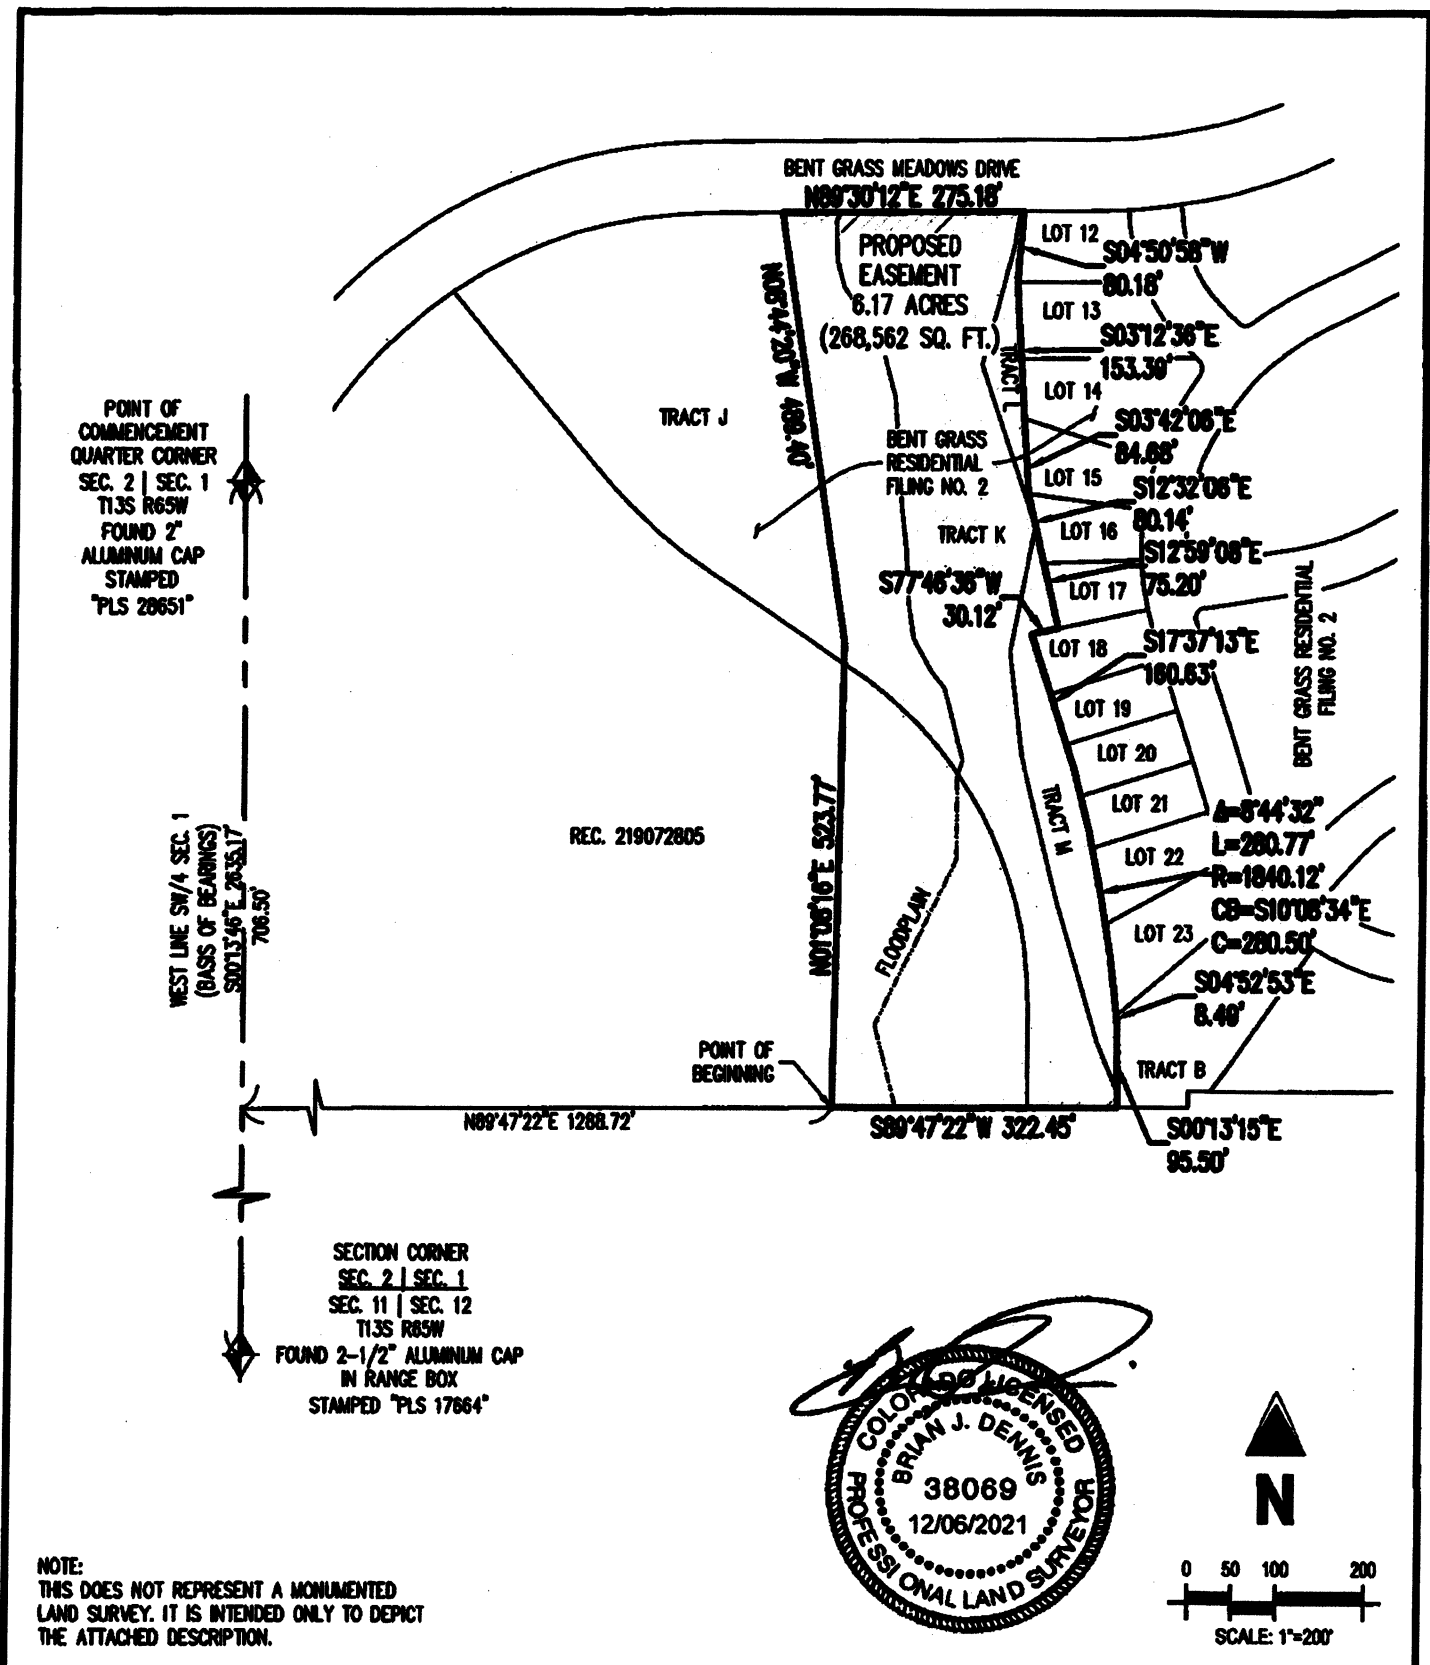 BENT GRASS MEADOWS DRIVE
N89°30'12"E 275.18'
PROPOSED
EASEMENT
6.17 ACRES
(268,562 SQ. FT.)
N08°44'20"W 489.40'
TRACT J
BENT GRASS
RESIDENTIAL
FILING NO. 2
TRACT K
TRACT L
LOT 12
S04°50'58"W
80.18'
LOT 13
S03°12'36"E
153.39'
LOT 14
S03°42'06"E
84.68'
LOT 15
S12°32'06"E
80.14'
LOT 16
S12°59'08"E
75.20'
LOT 17
S77°46'36"W
30.12'
LOT 18
S17°37'13"E
160.63'
LOT 19
LOT 20
LOT 21
LOT 22
LOT 23
BENT GRASS RESIDENTIAL
FILING NO. 2
Δ=8°44'32"
L=280.77'
R=1840.12'
CB=S10°08'34"E
C=280.50'
S04°52'53"E
8.49'
TRACT M
TRACT B
POINT OF
COMMENCEMENT
QUARTER CORNER
SEC. 2 | SEC. 1
T13S R65W
FOUND 2"
ALUMINUM CAP
STAMPED
"PLS 28651"
WEST LINE SW/4 SEC. 1
(BASIS OF BEARINGS)
S00°13'46"E 2635.17'
706.50'
REC. 219072805
N01°08'16"E 523.77'
FLOODPLAIN
POINT OF
BEGINNING
N89°47'22"E 1268.72'
S89°47'22"W 322.45'
S00°13'15"E
95.50'
SECTION CORNER
SEC. 2 | SEC. 1
SEC. 11 | SEC. 12
T13S R65W
FOUND 2-1/2" ALUMINUM CAP
IN RANGE BOX
STAMPED "PLS 17664"
COLORADO LICENSED
BRIAN J. DENNIS
38069
12/06/2021
PROFESSIONAL LAND SURVEYOR
N
0 50 100 200
SCALE: 1"=200'
NOTE:
THIS DOES NOT REPRESENT A MONUMENTED
LAND SURVEY. IT IS INTENDED ONLY TO DEPICT
THE ATTACHED DESCRIPTION.